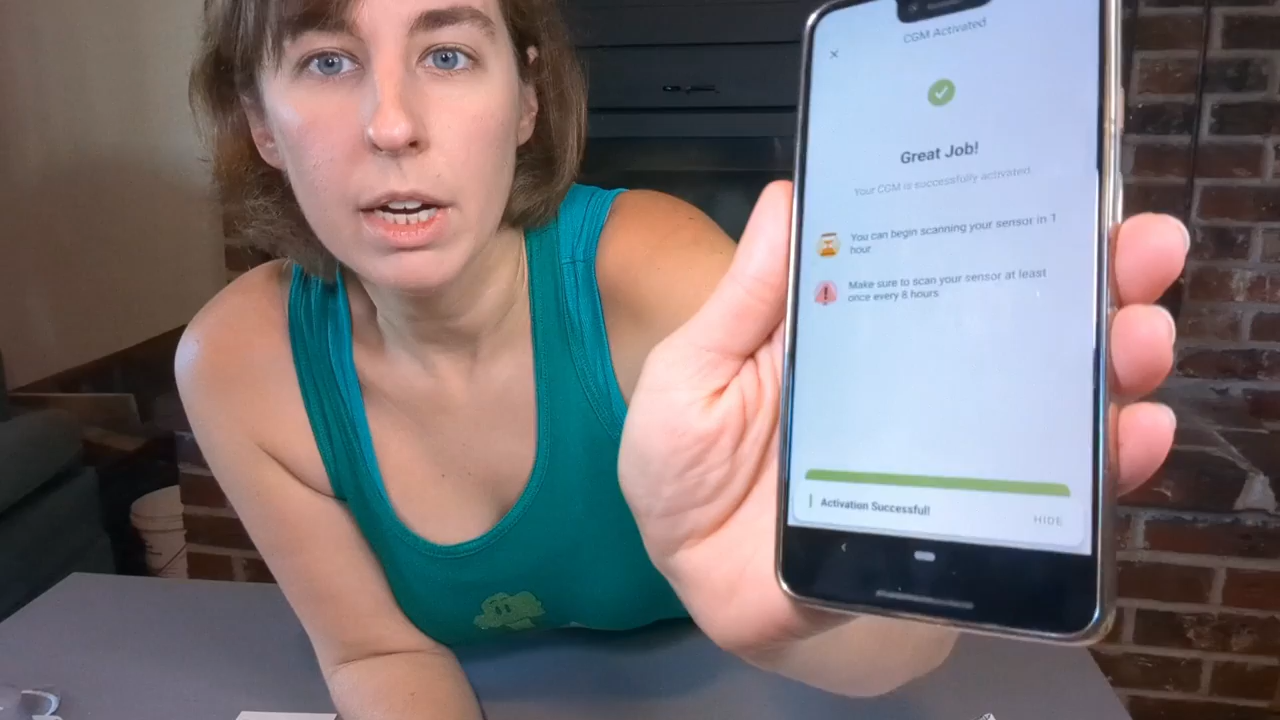 CGM Activated
Great Job!
Your CGM is successfully activated.
You can begin scanning your sensor in 1
hour
Make sure to scan your sensor at least
once every 8 hours
Activation Successful!
HIDE